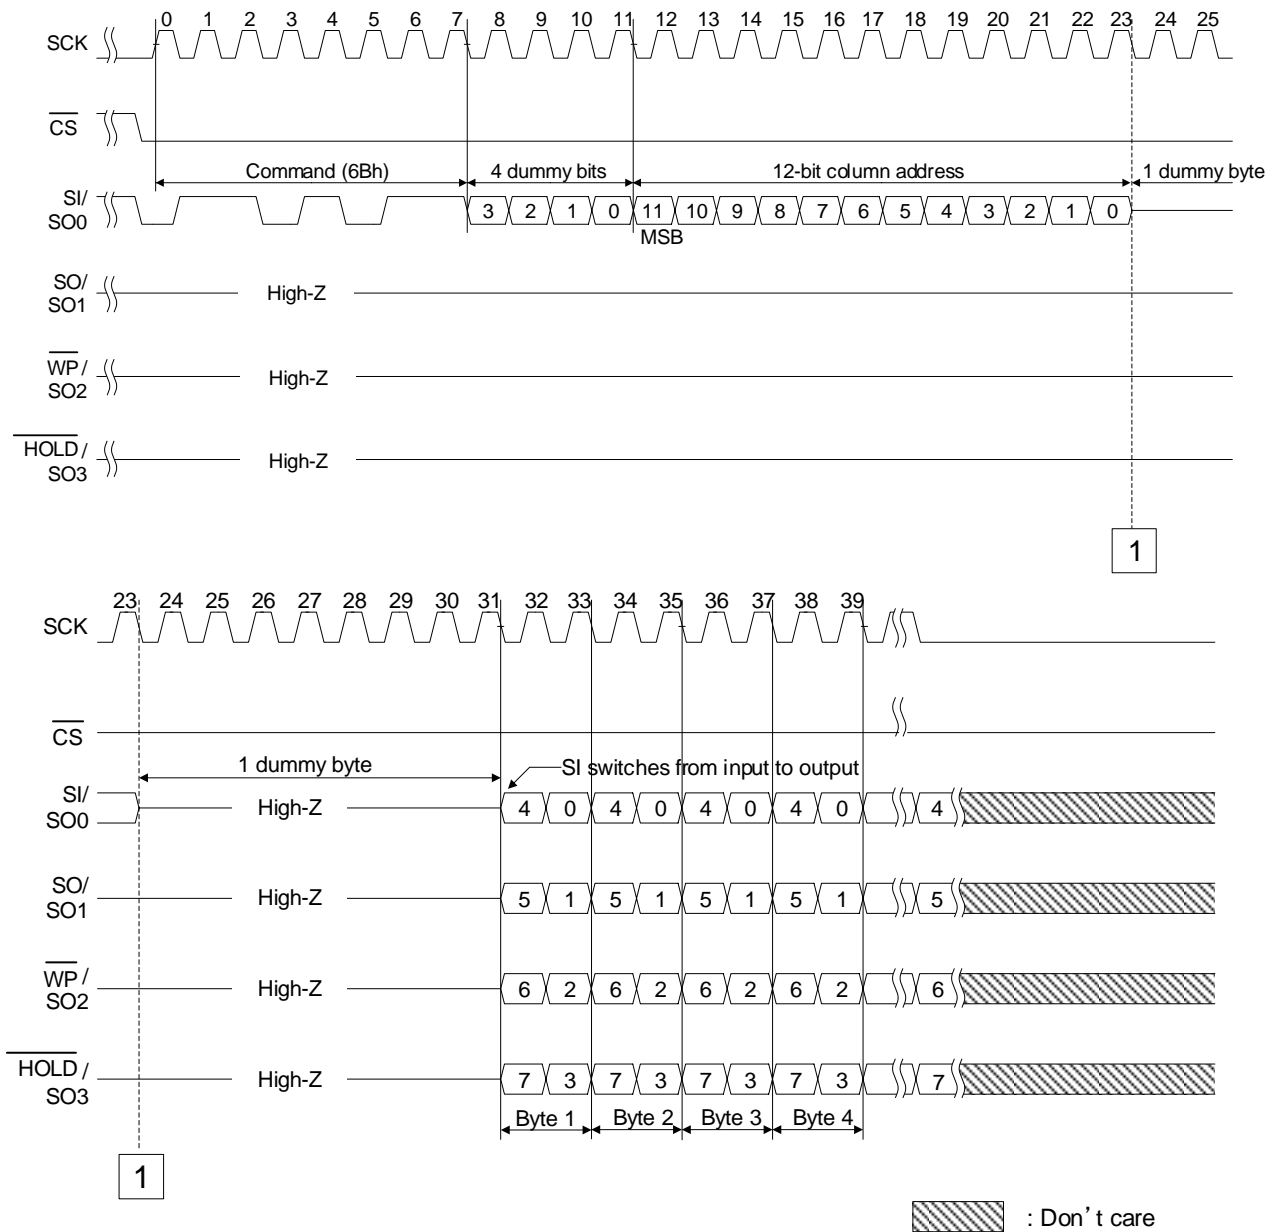 0 1 2 3 4 5 6 7 8 9 10 11 12 13 14 15 16 17 18 19 20 21 22 23 24 25
SCK
CS
Command (6Bh) 4 dummy bits 12-bit column address 1 dummy byte
SI/
SO0
3 2 1 0 11 10 9 8 7 6 5 4 3 2 1 0
MSB
SO/
SO1
High-Z
WP/
SO2
High-Z
HOLD/
SO3
High-Z
1
23 24 25 26 27 28 29 30 31 32 33 34 35 36 37 38 39
SCK
CS
1 dummy byte
SI switches from input to output
SI/
SO0
High-Z 4 0 4 0 4 0 4 0 4
SO/
SO1
High-Z 5 1 5 1 5 1 5 1 5
WP/
SO2
High-Z 6 2 6 2 6 2 6 2 6
HOLD/
SO3
High-Z 7 3 7 3 7 3 7 3 7
Byte 1 Byte 2 Byte 3 Byte 4
1
: Don't care